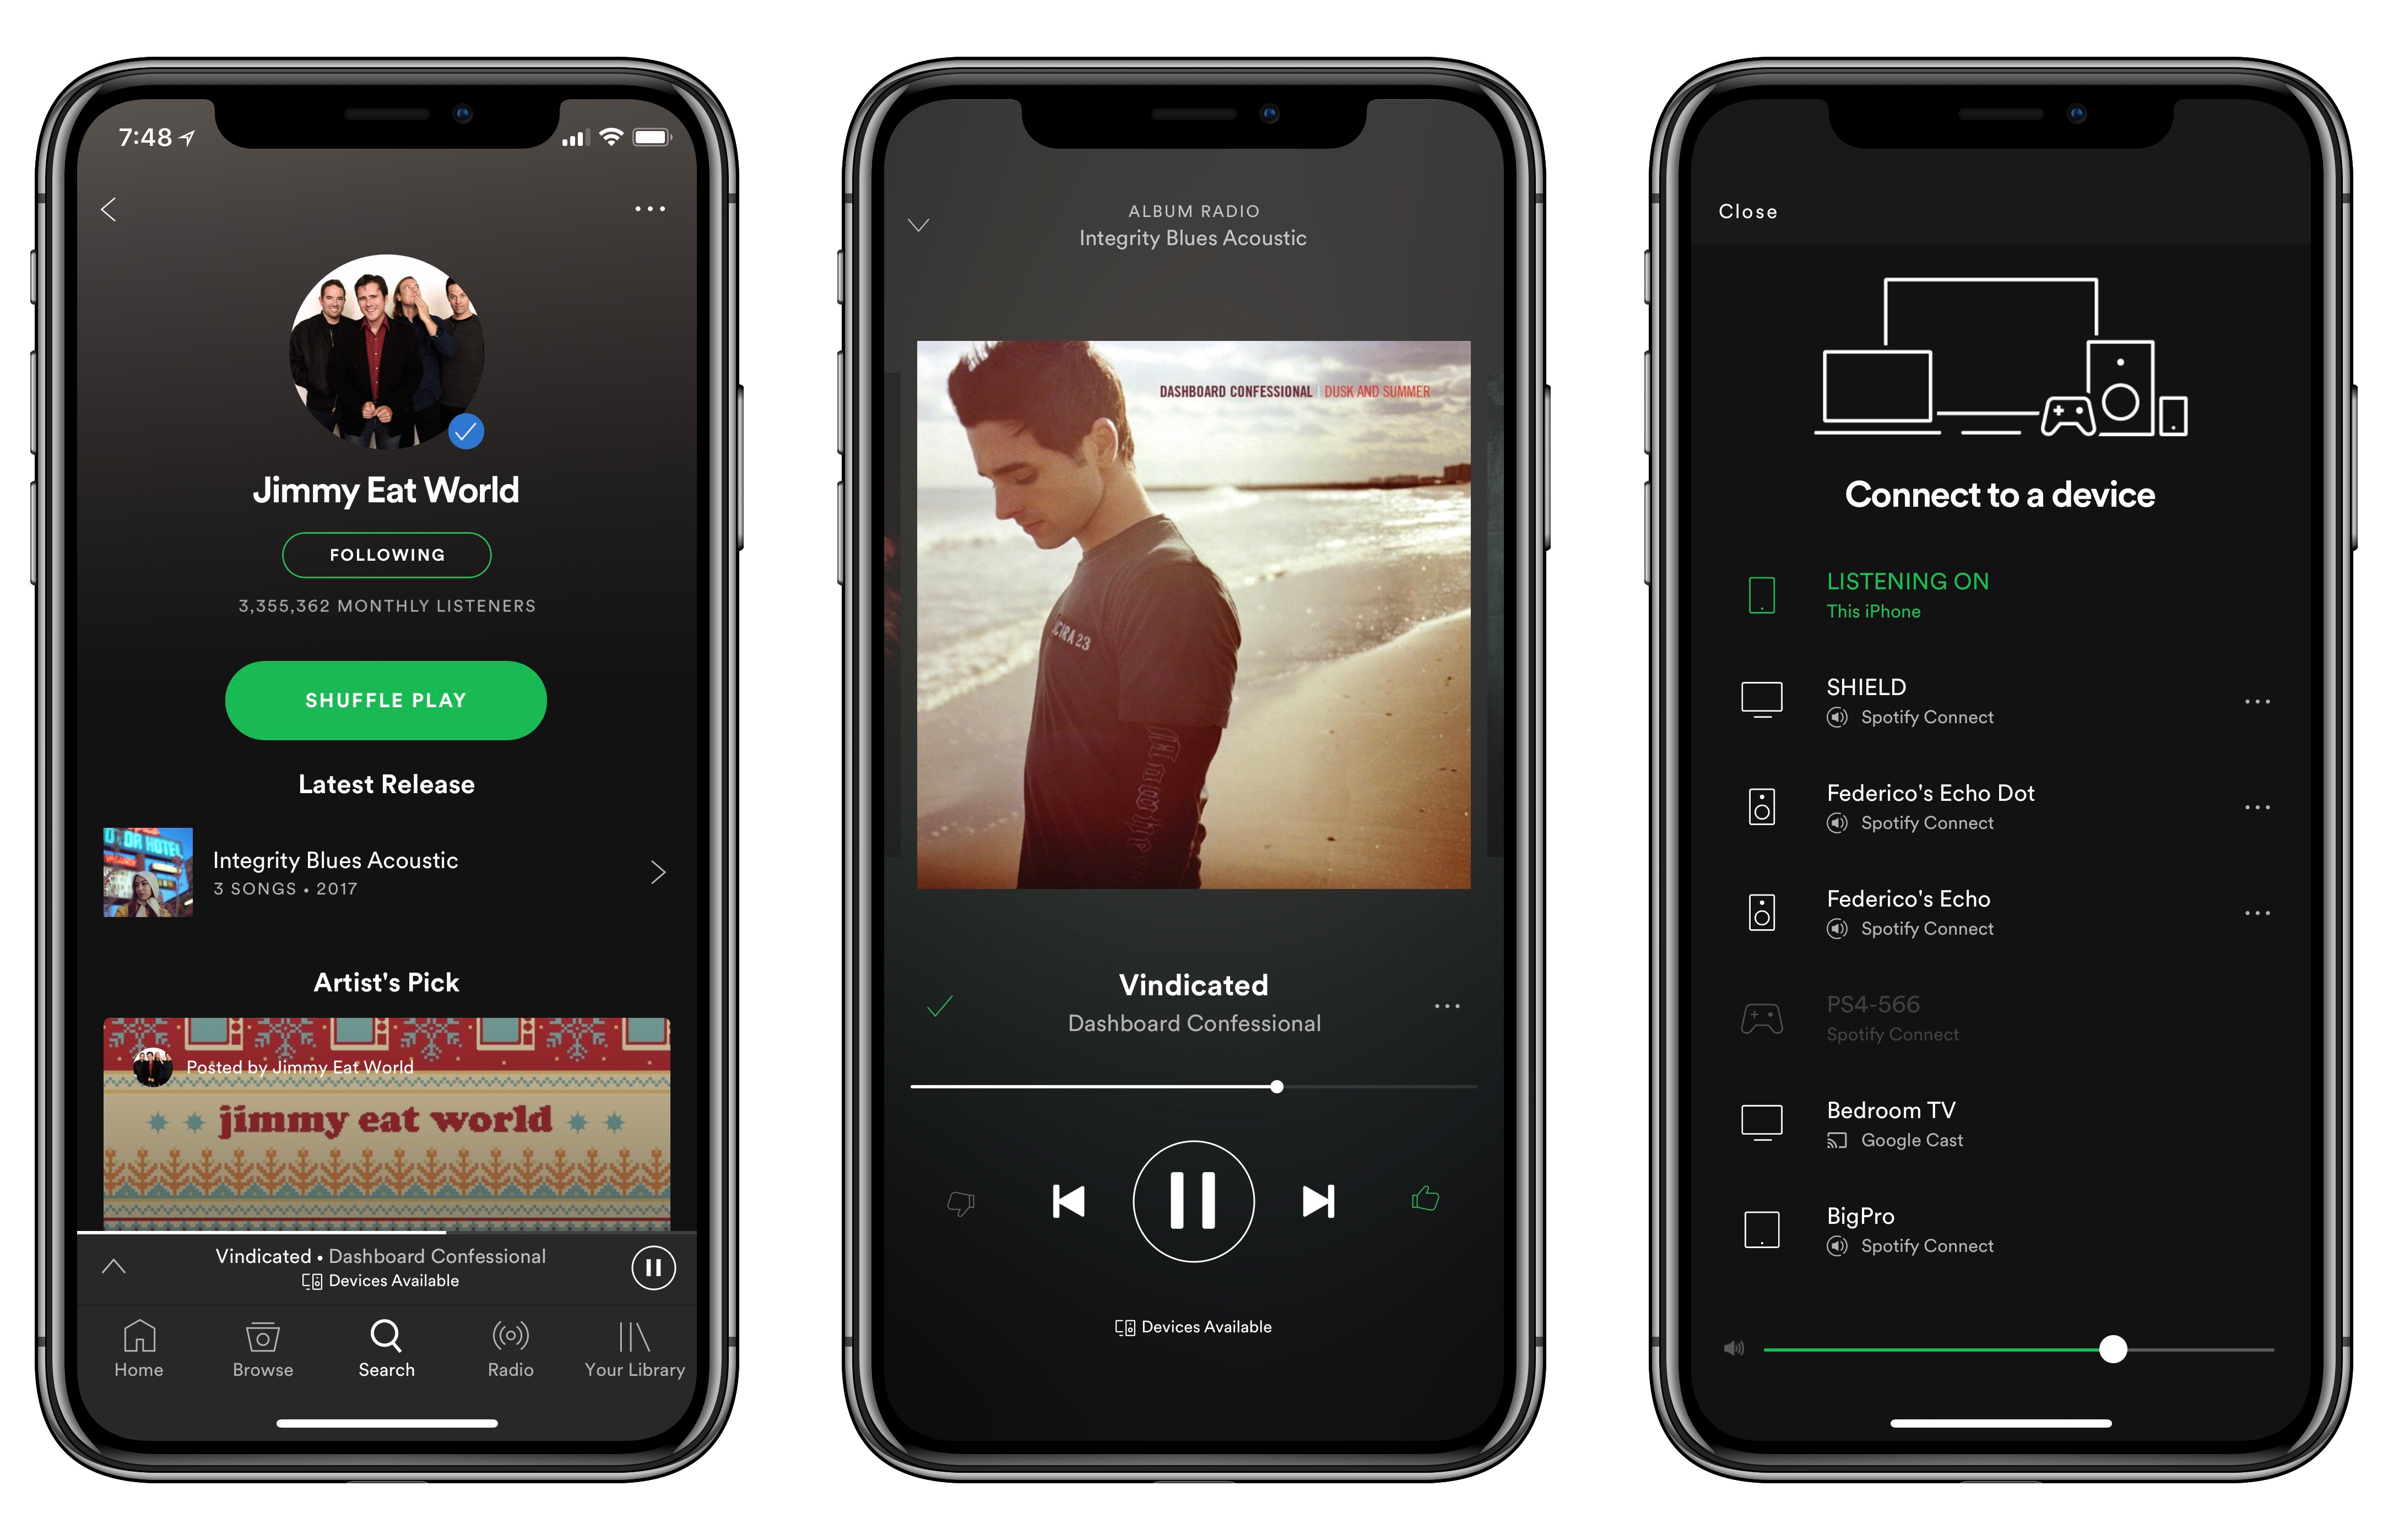 7:48
Jimmy Eat World
FOLLOWING
3,355,362 MONTHLY LISTENERS
SHUFFLE PLAY
Latest Release
Integrity Blues Acoustic
3 SONGS • 2017
Artist's Pick
Posted by Jimmy Eat World
jimmy eat world
Vindicated • Dashboard Confessional
Devices Available
Home
Browse
Search
Radio
Your Library
ALBUM RADIO
Integrity Blues Acoustic
DASHBOARD CONFESSIONAL | DUSK AND SUMMER
Vindicated
Dashboard Confessional
Devices Available
Close
Connect to a device
LISTENING ON
This iPhone
SHIELD
Spotify Connect
Federico's Echo Dot
Spotify Connect
Federico's Echo
Spotify Connect
PS4-566
Spotify Connect
Bedroom TV
Google Cast
BigPro
Spotify Connect